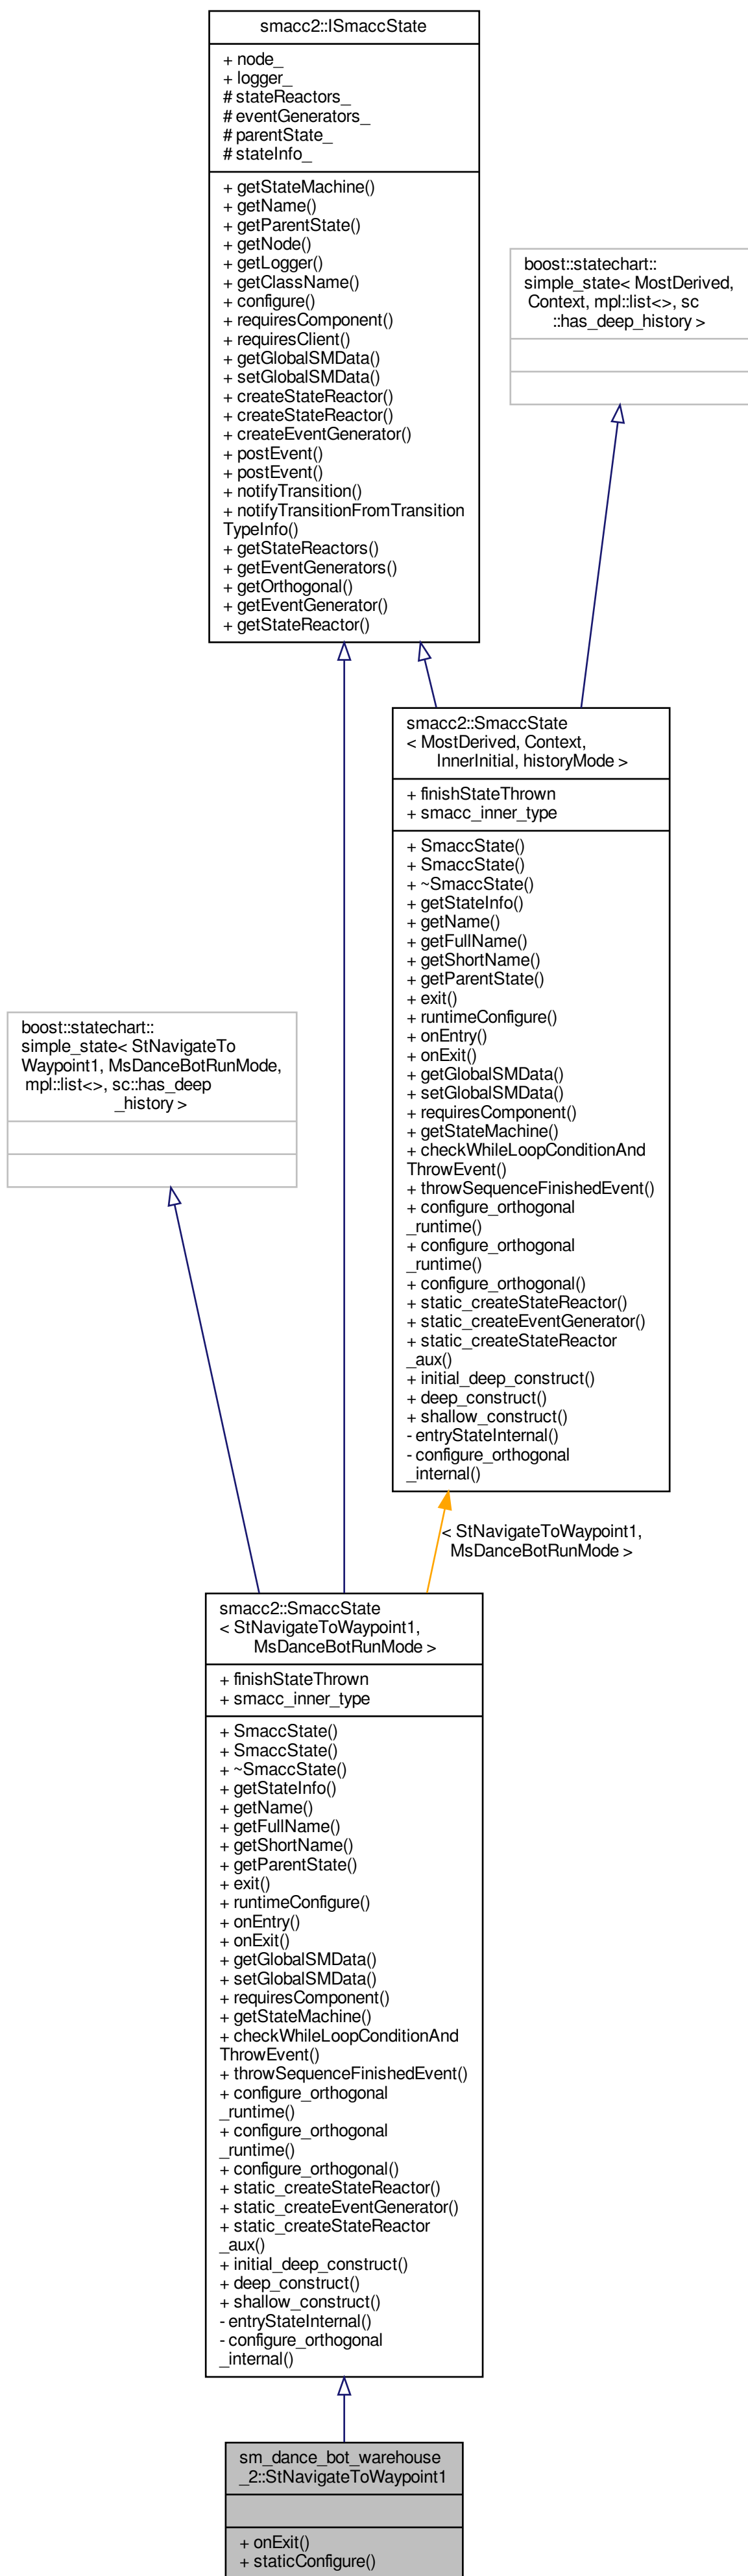 smacc2::ISmaccState
+ node_
+ logger_
# stateReactors_
# eventGenerators_
# parentState_
# stateInfo_
+ getStateMachine()
+ getName()
+ getParentState()
+ getNode()
+ getLogger()
+ getClassName()
+ configure()
+ requiresComponent()
+ requiresClient()
+ getGlobalSMData()
+ setGlobalSMData()
+ createStateReactor()
+ createStateReactor()
+ createEventGenerator()
+ postEvent()
+ postEvent()
+ notifyTransition()
+ notifyTransitionFromTransition
TypeInfo()
+ getStateReactors()
+ getEventGenerators()
+ getOrthogonal()
+ getEventGenerator()
+ getStateReactor()
boost::statechart::
simple_state< MostDerived,
Context, mpl::list<>, sc
::has_deep_history >
smacc2::SmaccState
< MostDerived, Context,
InnerInitial, historyMode >
+ finishStateThrown
+ smacc_inner_type
+ SmaccState()
+ SmaccState()
+ ~SmaccState()
+ getStateInfo()
+ getName()
+ getFullName()
+ getShortName()
+ getParentState()
+ exit()
+ runtimeConfigure()
+ onEntry()
+ onExit()
+ getGlobalSMData()
+ setGlobalSMData()
+ requiresComponent()
+ getStateMachine()
+ checkWhileLoopConditionAnd
ThrowEvent()
+ throwSequenceFinishedEvent()
+ configure_orthogonal
_runtime()
+ configure_orthogonal
_runtime()
+ configure_orthogonal()
+ static_createStateReactor()
+ static_createEventGenerator()
+ static_createStateReactor
_aux()
+ initial_deep_construct()
+ deep_construct()
+ shallow_construct()
- entryStateInternal()
- configure_orthogonal
_internal()
boost::statechart::
simple_state< StNavigateTo
Waypoint1, MsDanceBotRunMode,
mpl::list<>, sc::has_deep
_history >
< StNavigateToWaypoint1,
MsDanceBotRunMode >
smacc2::SmaccState
< StNavigateToWaypoint1,
MsDanceBotRunMode >
+ finishStateThrown
+ smacc_inner_type
+ SmaccState()
+ SmaccState()
+ ~SmaccState()
+ getStateInfo()
+ getName()
+ getFullName()
+ getShortName()
+ getParentState()
+ exit()
+ runtimeConfigure()
+ onEntry()
+ onExit()
+ getGlobalSMData()
+ setGlobalSMData()
+ requiresComponent()
+ getStateMachine()
+ checkWhileLoopConditionAnd
ThrowEvent()
+ throwSequenceFinishedEvent()
+ configure_orthogonal
_runtime()
+ configure_orthogonal
_runtime()
+ configure_orthogonal()
+ static_createStateReactor()
+ static_createEventGenerator()
+ static_createStateReactor
_aux()
+ initial_deep_construct()
+ deep_construct()
+ shallow_construct()
- entryStateInternal()
- configure_orthogonal
_internal()
sm_dance_bot_warehouse
_2::StNavigateToWaypoint1
+ onExit()
+ staticConfigure()